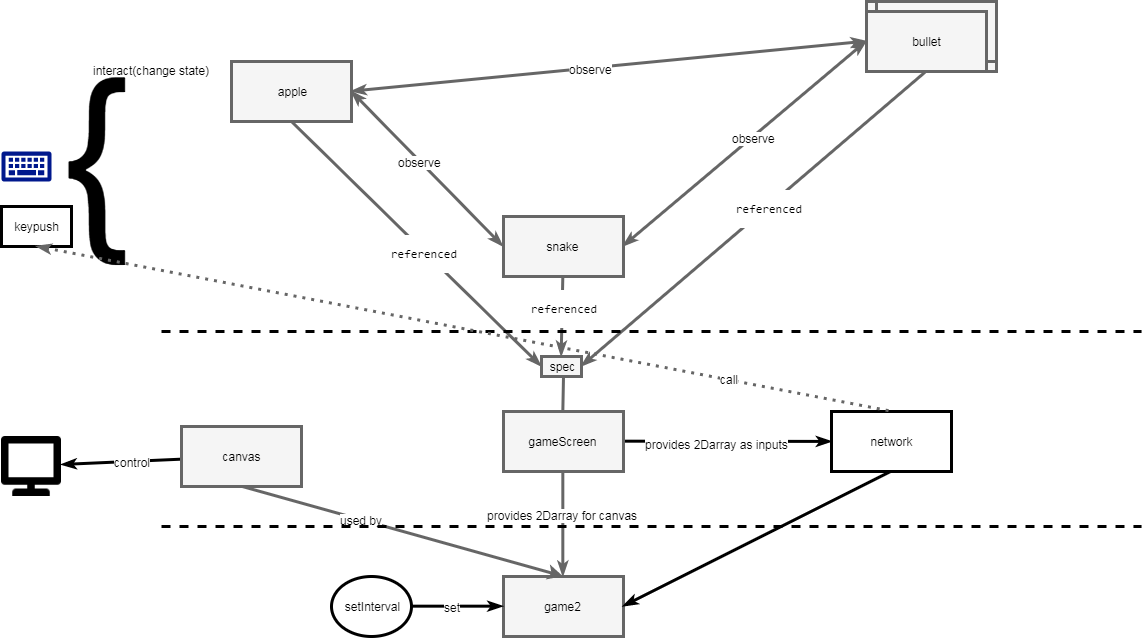 bullet
interact(change state)
observe
apple
observe
observe
referenced
keypush
snake
referenced
referenced
spec
call
gameScreen
provides 2Darray as inputs
network
canvas
control
provides 2Darray for canvas
used by
setInterval
set
game2